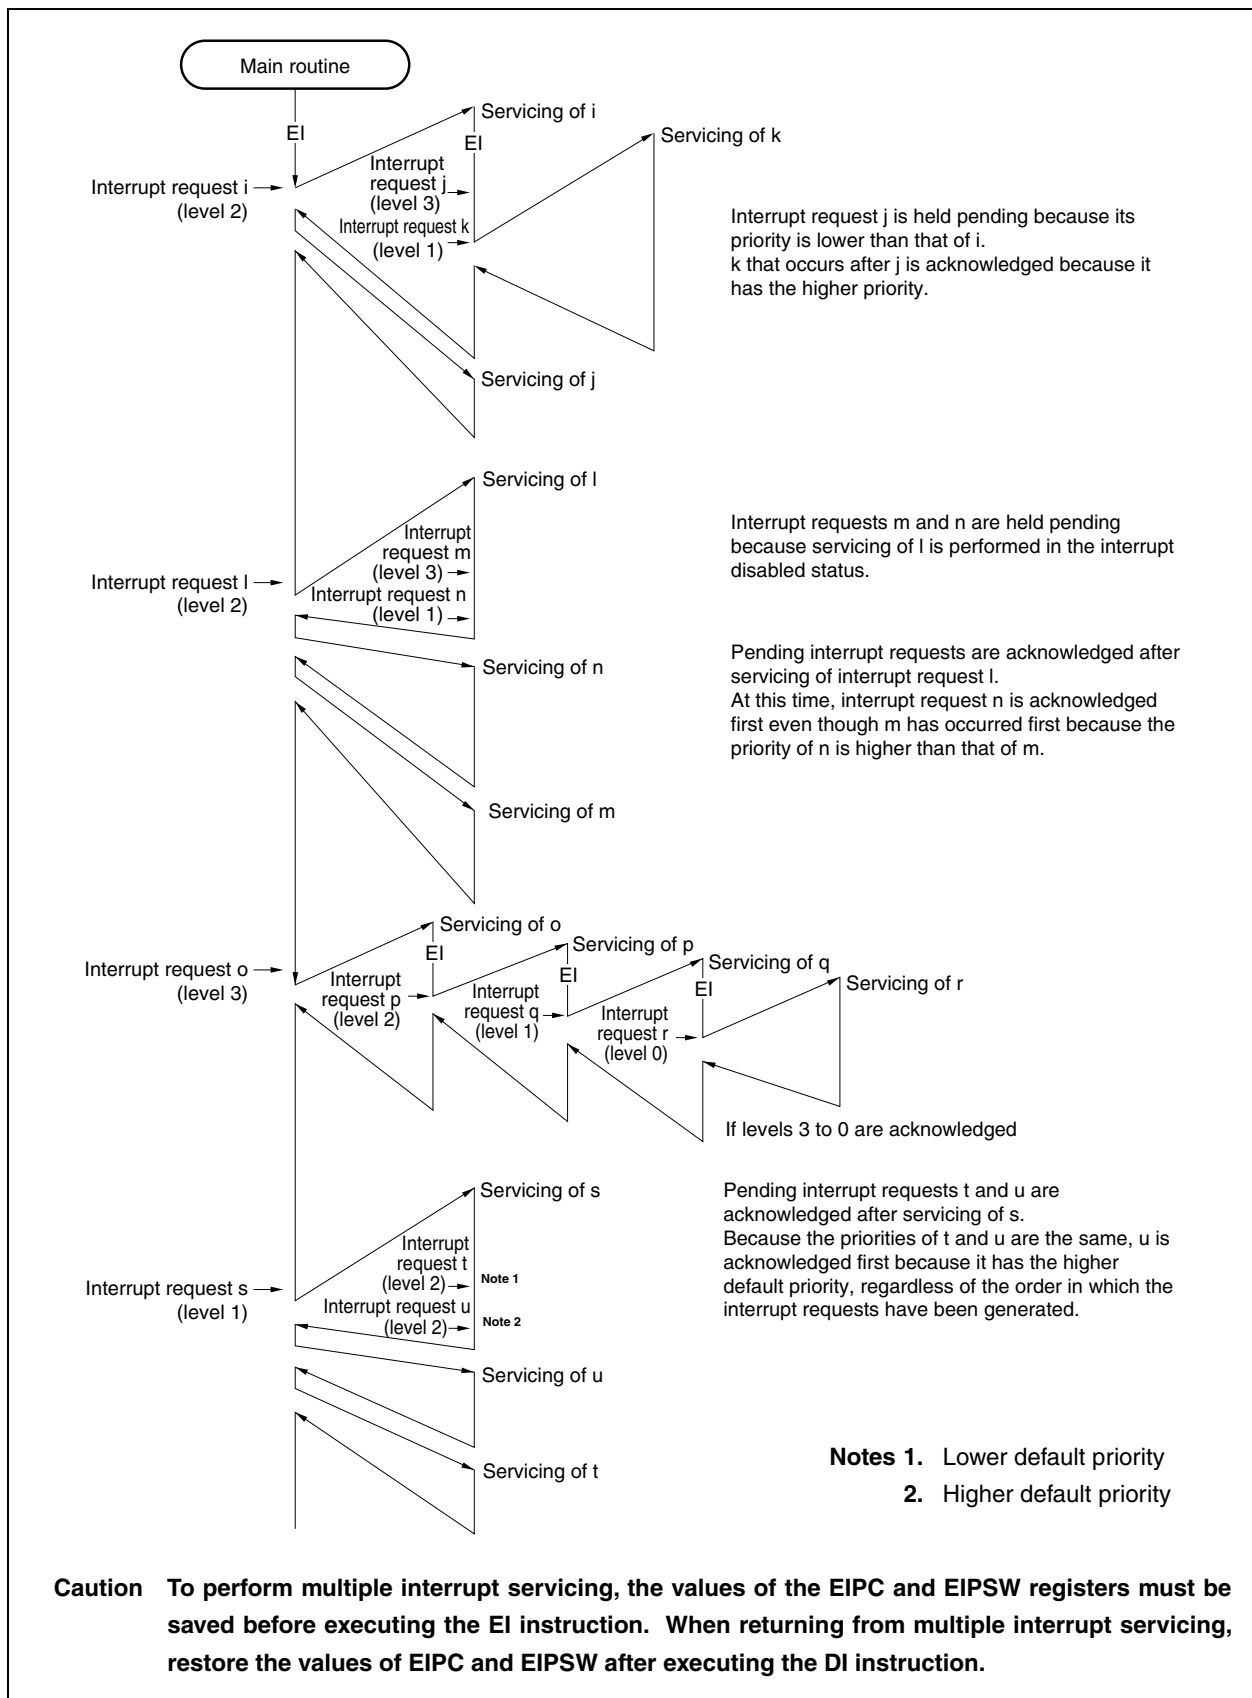 Main routine
EI
Servicing of i
EI
Servicing of k
Interrupt request i
(level 2)
Interrupt
request j
(level 3)
Interrupt request k
(level 1)
Interrupt request j is held pending because its
priority is lower than that of i.
k that occurs after j is acknowledged because it
has the higher priority.
Servicing of j
Servicing of l
Interrupt request l
(level 2)
Interrupt
request m
(level 3)
Interrupt request n
(level 1)
Interrupt requests m and n are held pending
because servicing of l is performed in the interrupt
disabled status.
Servicing of n
Pending interrupt requests are acknowledged after
servicing of interrupt request l.
At this time, interrupt request n is acknowledged
first even though m has occurred first because the
priority of n is higher than that of m.
Servicing of m
Servicing of o
EI
Servicing of p
EI
Servicing of q
EI
Servicing of r
Interrupt request o
(level 3)
Interrupt
request p
(level 2)
Interrupt
request q
(level 1)
Interrupt
request r
(level 0)
If levels 3 to 0 are acknowledged
Servicing of s
Interrupt request s
(level 1)
Interrupt
request t
(level 2)
Note 1
Interrupt request u
(level 2)
Note 2
Pending interrupt requests t and u are
acknowledged after servicing of s.
Because the priorities of t and u are the same, u is
acknowledged first because it has the higher
default priority, regardless of the order in which the
interrupt requests have been generated.
Servicing of u
Servicing of t
Notes 1. Lower default priority
2. Higher default priority
Caution To perform multiple interrupt servicing, the values of the EIPC and EIPSW registers must be
saved before executing the EI instruction. When returning from multiple interrupt servicing,
restore the values of EIPC and EIPSW after executing the DI instruction.